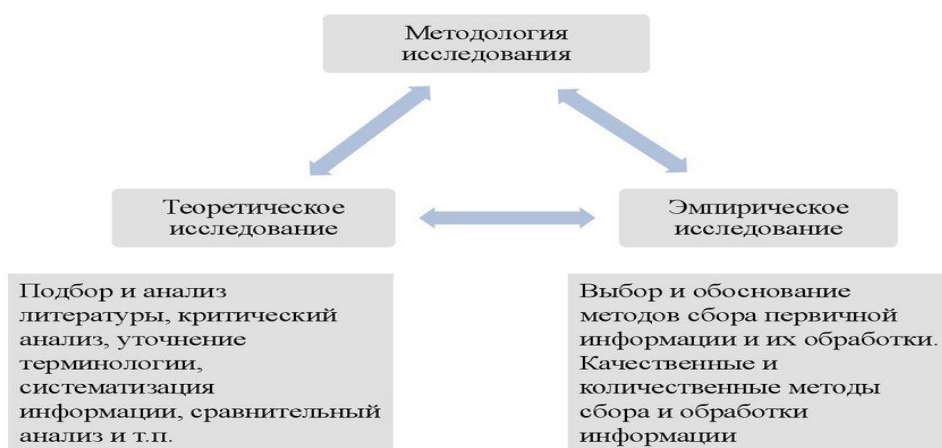 Методология
исследования
Теоретическое
исследование
Эмпирическое
исследование
Подбор и анализ
литературы, критический
анализ, уточнение
терминологии,
систематизация
информации, сравнительный
анализ и т.п.
Выбор и обоснование
методов сбора первичной
информации и их обработки.
Качественные и
количественные методы
сбора и обработки
информации